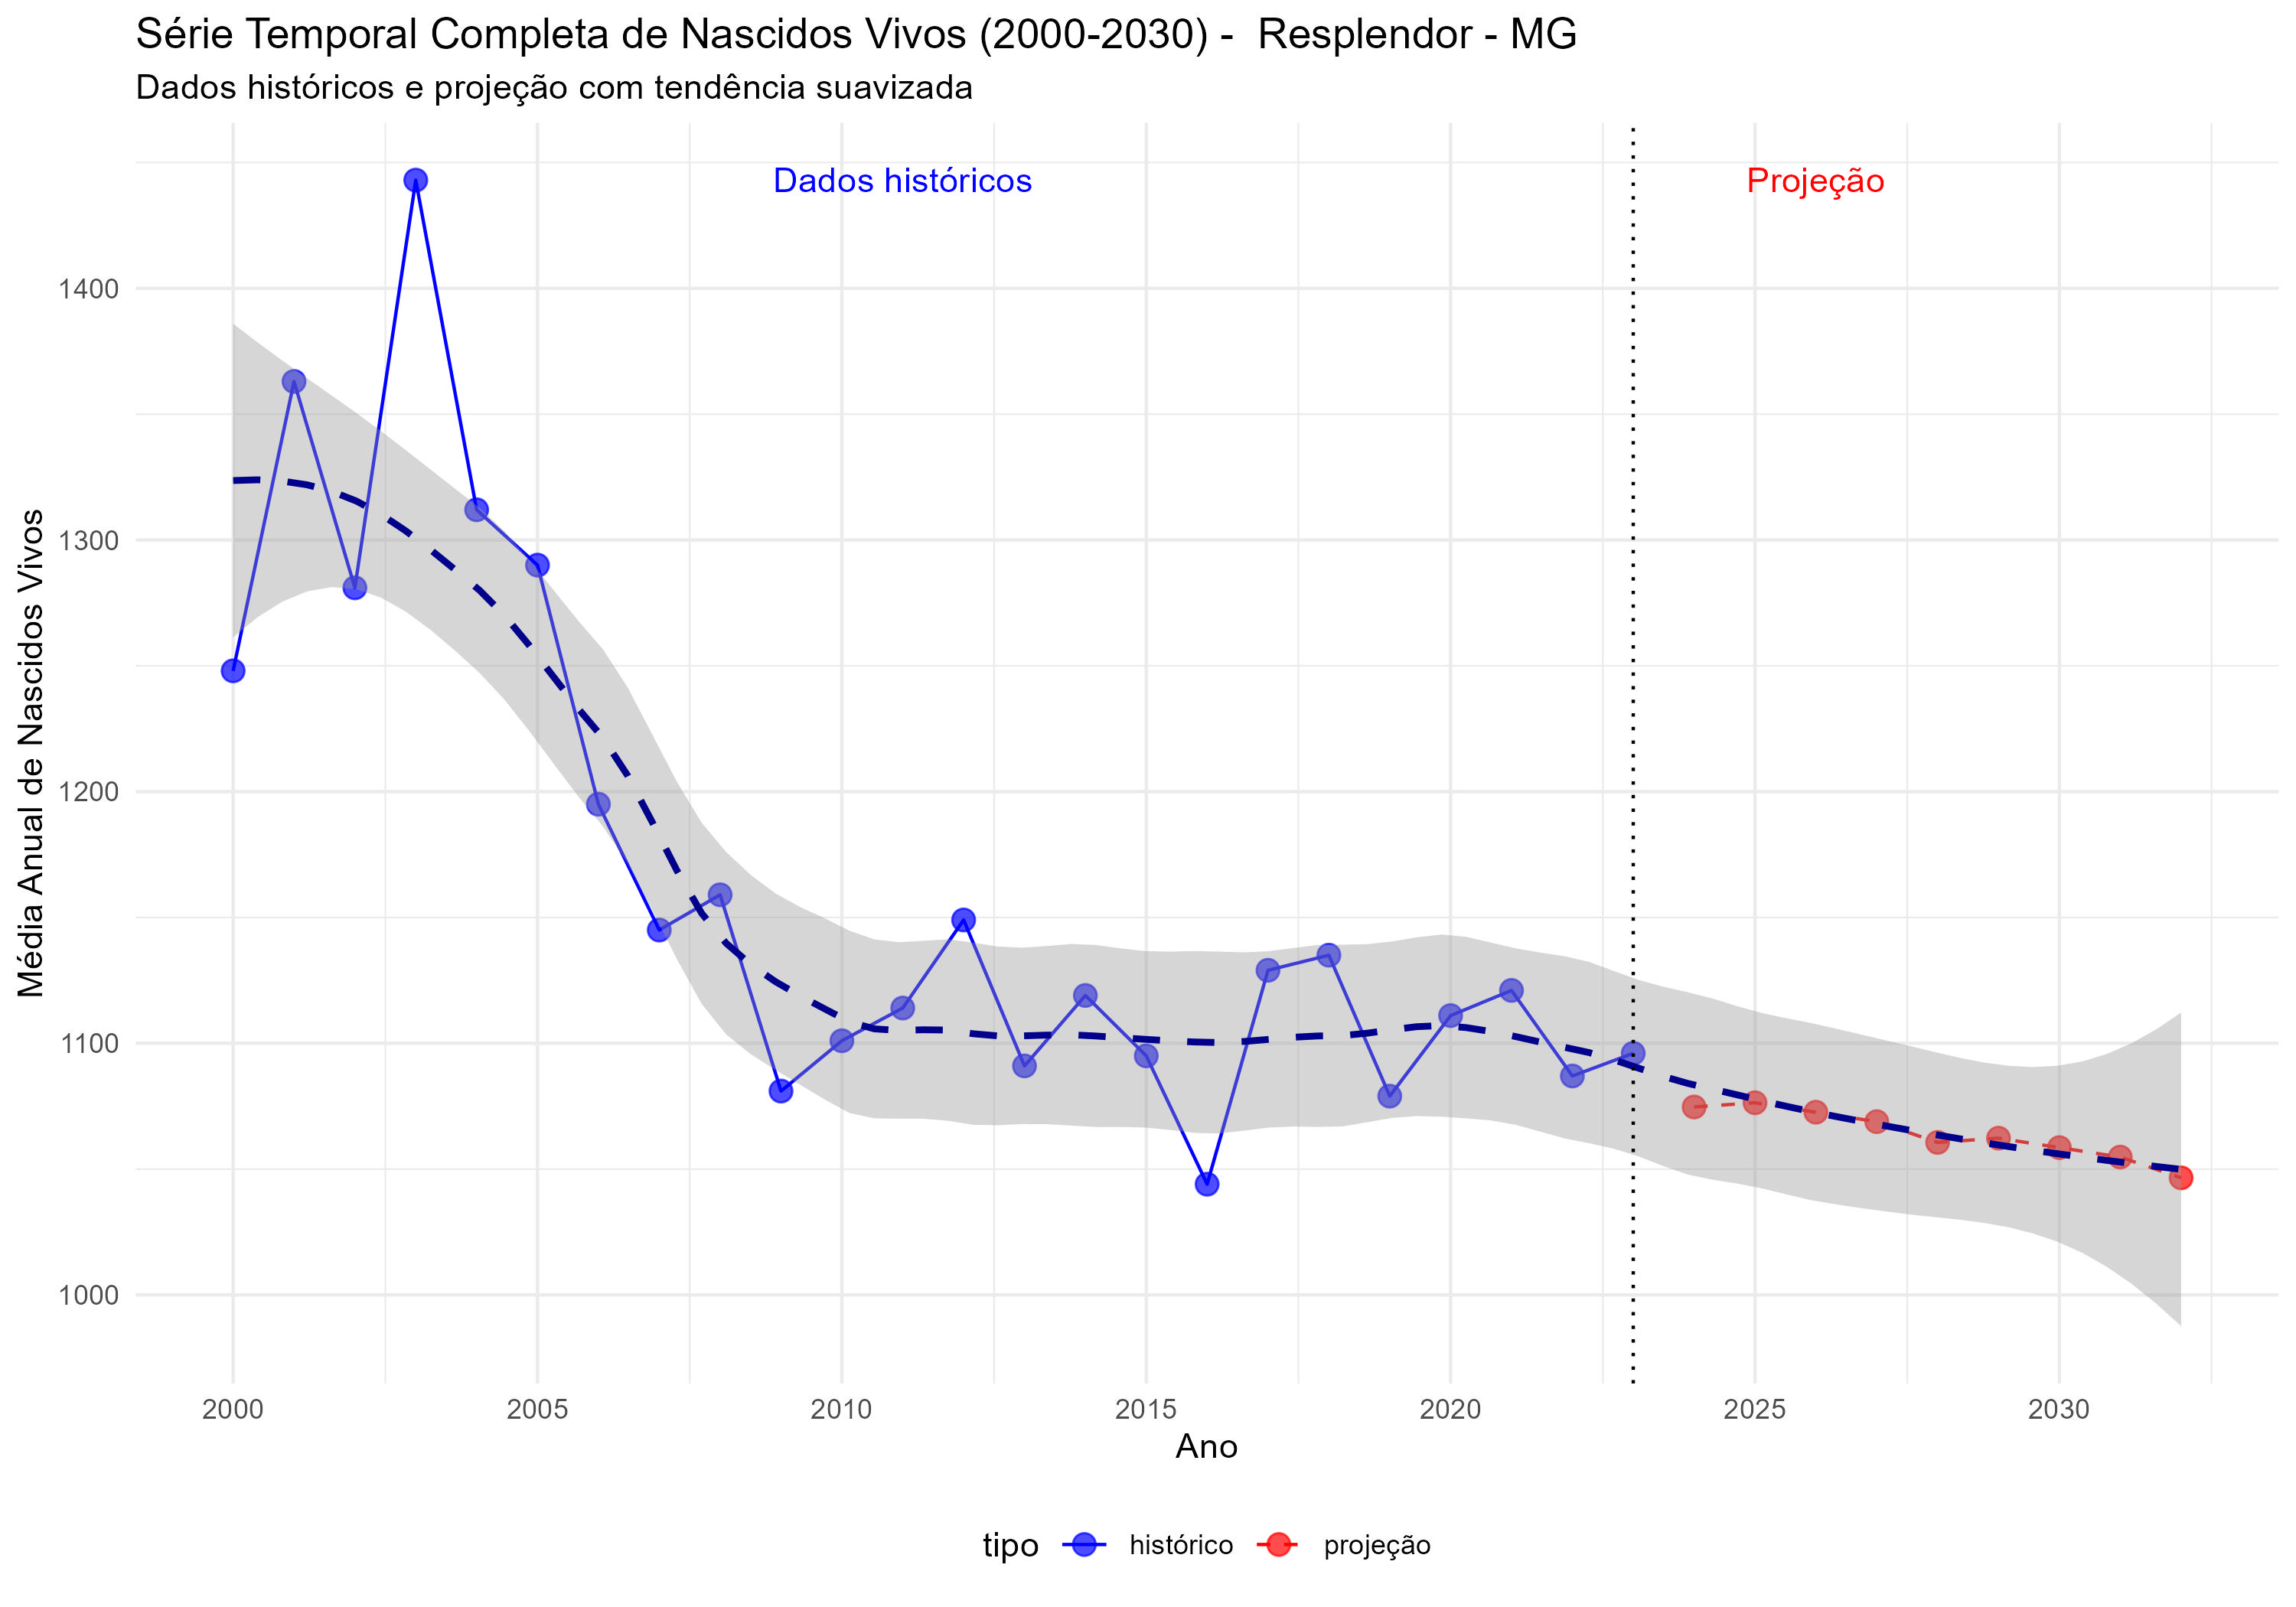 Série Temporal Completa de Nascidos Vivos (2000-2030) -  Resplendor - MG
Dados históricos e projeção com tendência suavizada
Dados históricos
Projeção
Média Anual de Nascidos Vivos
1400
1300
1200
1100
1000
2000 2005 2010 2015 2020 2025 2030
Ano
tipo histórico projeção